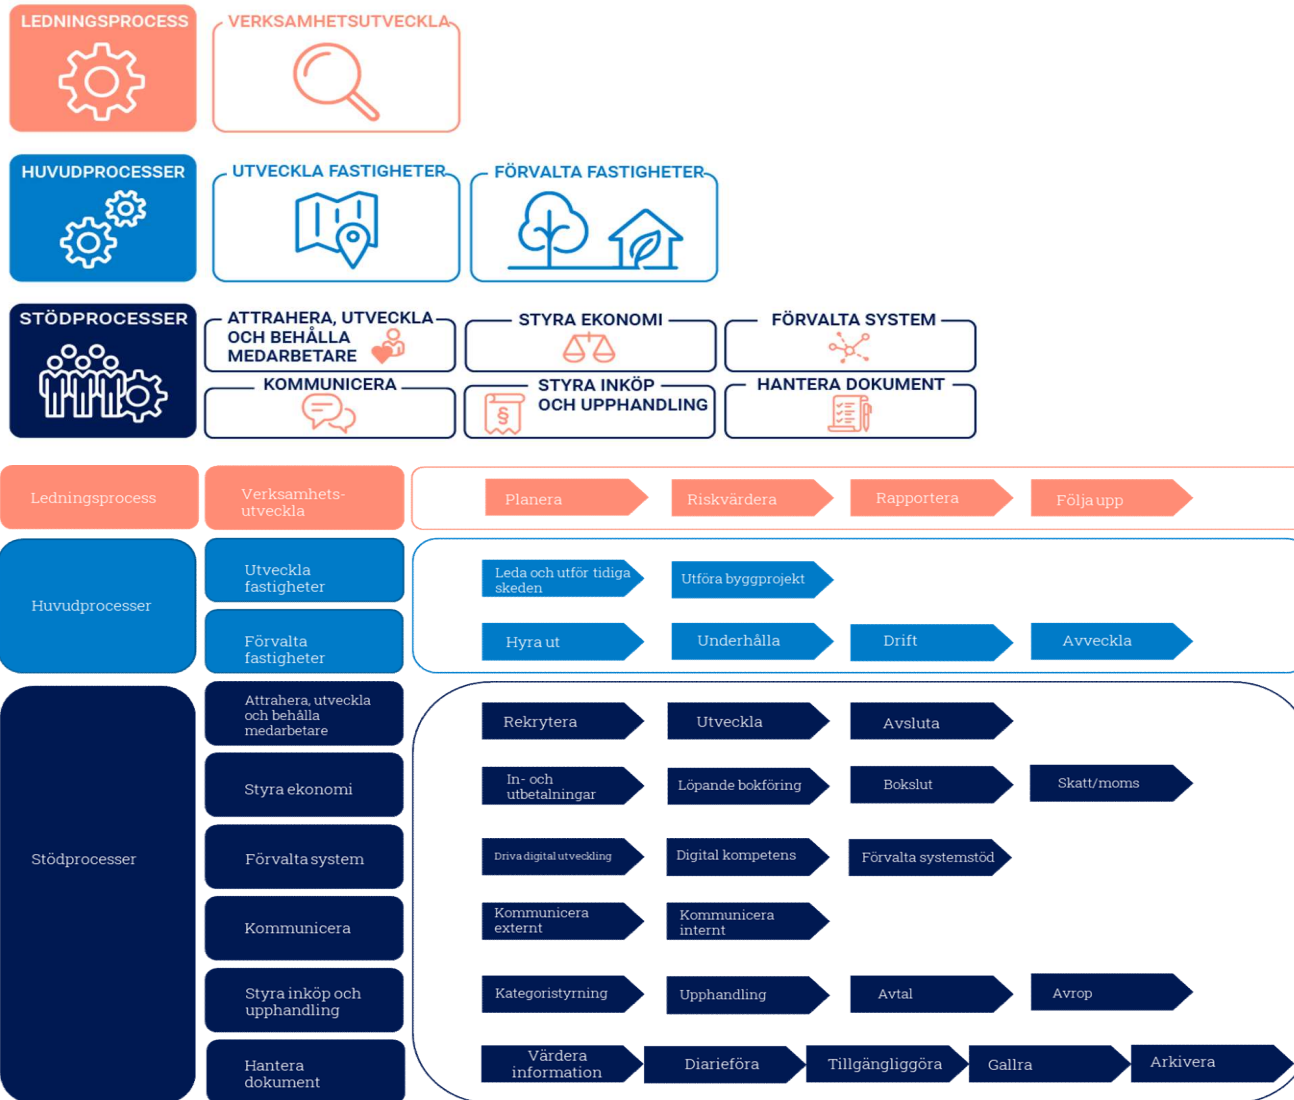 LEDNINGSPROCESS
VERKSAMHETSUTVECKLA
HUVUDPROCESSER
UTVECKLA FASTIGHETER
FÖRVALTA FASTIGHETER
STÖDPROCESSER
ATTRAHERA, UTVECKLA
OCH BEHÅLLA
MEDARBETARE
STYRA EKONOMI
FÖRVALTA SYSTEM
KOMMUNICERA
STYRA INKÖP
OCH UPPHANDLING
§
HANTERA DOKUMENT
Ledningsprocess
Verksamhets-
utveckla
Planera
Riskvärdera
Rapportera
Följa upp
Huvudprocesser
Utveckla
fastigheter
Leda och utför tidiga
skeden
Utföra byggprojekt
Förvalta
fastigheter
Hyra ut
Underhålla
Drift
Avveckla
Stödprocesser
Attrahera, utveckla
och behålla
medarbetare
Rekrytera
Utveckla
Avsluta
Styra ekonomi
In- och
utbetalningar
Löpande bokföring
Bokslut
Skatt/moms
Förvalta system
Driva digital utveckling
Digital kompetens
Förvalta systemstöd
Kommunicera
Kommunicera
externt
Kommunicera
internt
Styra inköp och
upphandling
Kategoristyrning
Upphandling
Avtal
Avrop
Hantera
dokument
Värdera
information
Diarieföra
Tillgängliggöra
Gallra
Arkivera